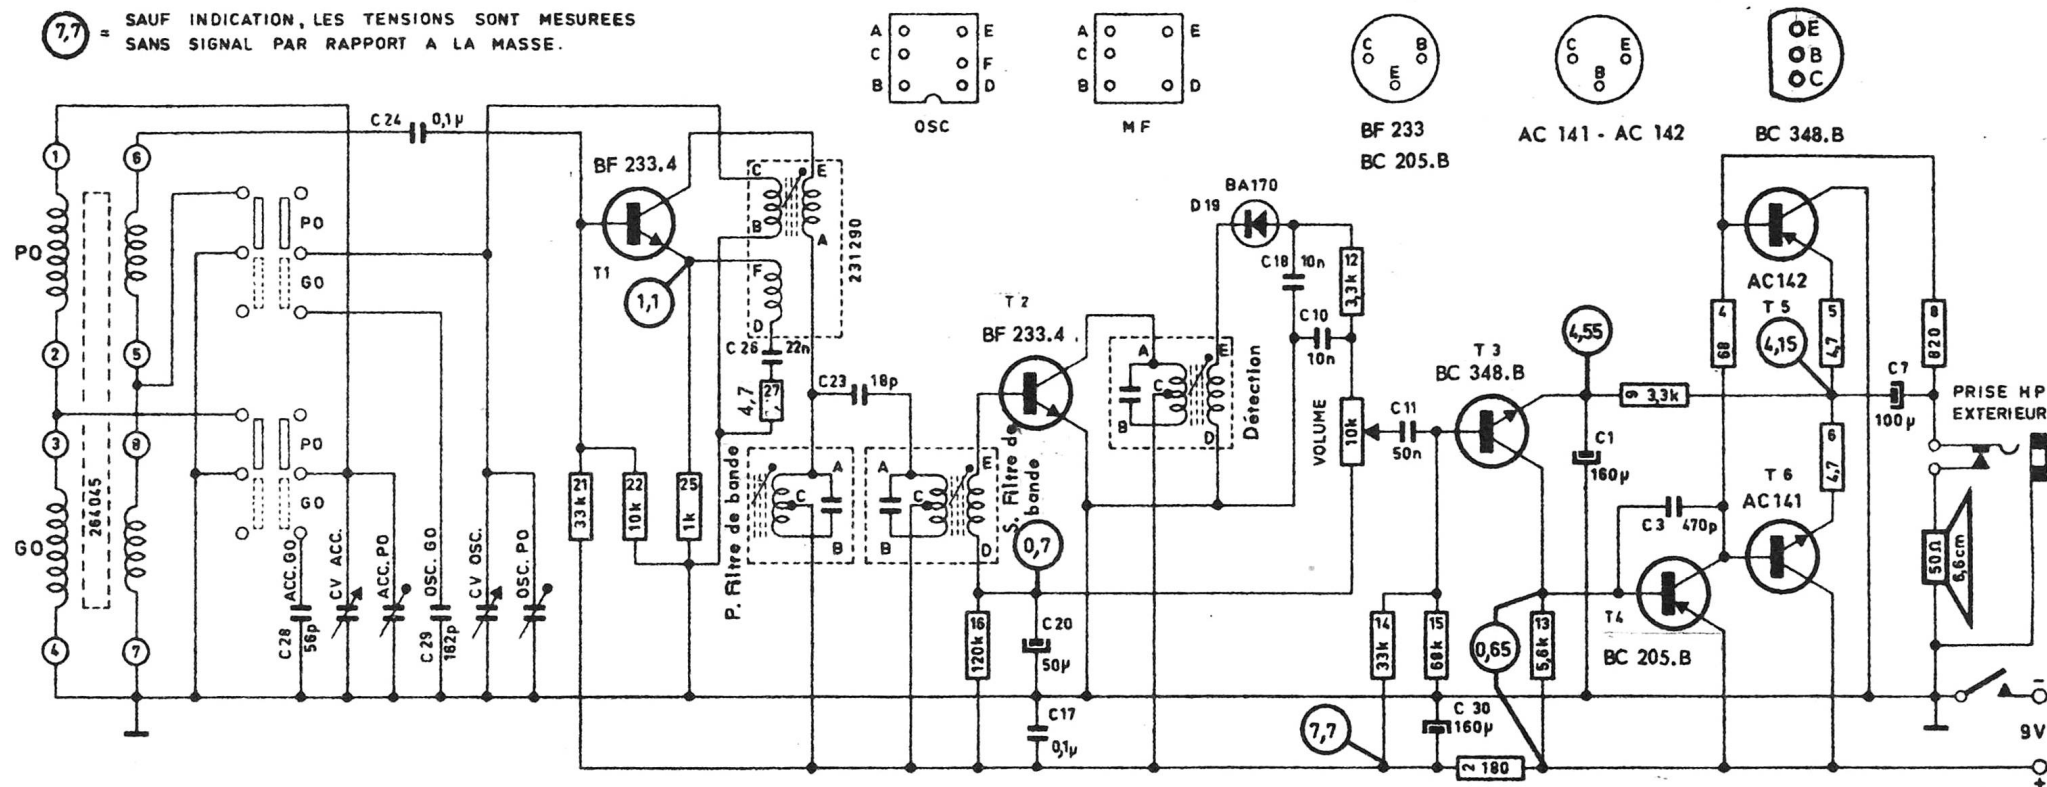 7,7 = SAUF INDICATION, LES TENSIONS SONT MESUREES
SANS SIGNAL PAR RAPPORT A LA MASSE.
A E
C F
B D
OSC
A E
C
B D
MF
C B
E
BF 233
BC 205.B
C E
B
AC 141 - AC 142
E
B
C
BC 348.B
1
6
PO
2
5
3
8
GO
4
7
264045
PO
GO
PO
GO
C 24 0,1µ
C 28
56p
ACC.GO
CV ACC.
ACC.PO
OSC. GO
C 29
162p
CV OSC.
OSC. PO
BF 233.4
T1
1,1
C E
B A
F
D
231290
C 26 22n
4,7 27
C23 18p
21
33k
22
10k
25
1k
P. Filtre de bande
A
C
B
A
C
B
E
D
S. Filtre d
bande
T 2
BF 233.4
0,7
16
120k
C 20
50µ
C17
0,1µ
A
C
B
E
D
Détection
BA170
D19
C18 10n
12
3,3k
C10
10n
VOLUME
10k
C11
50n
T 3
BC 348.B
4,55
9 3,3k
C1
160µ
14
33k
15
68k
0,65
13
5,6k
7,7
C 30
160µ
2 180
C3 470p
T4
BC 205.B
AC142
T 5
4,15
4
68
5
4,7
8
820
C7
100µ
6
4,7
T 6
AC141
PRISE HP
EXTERIEUR
50Ω
6,6cm
-
9V
+